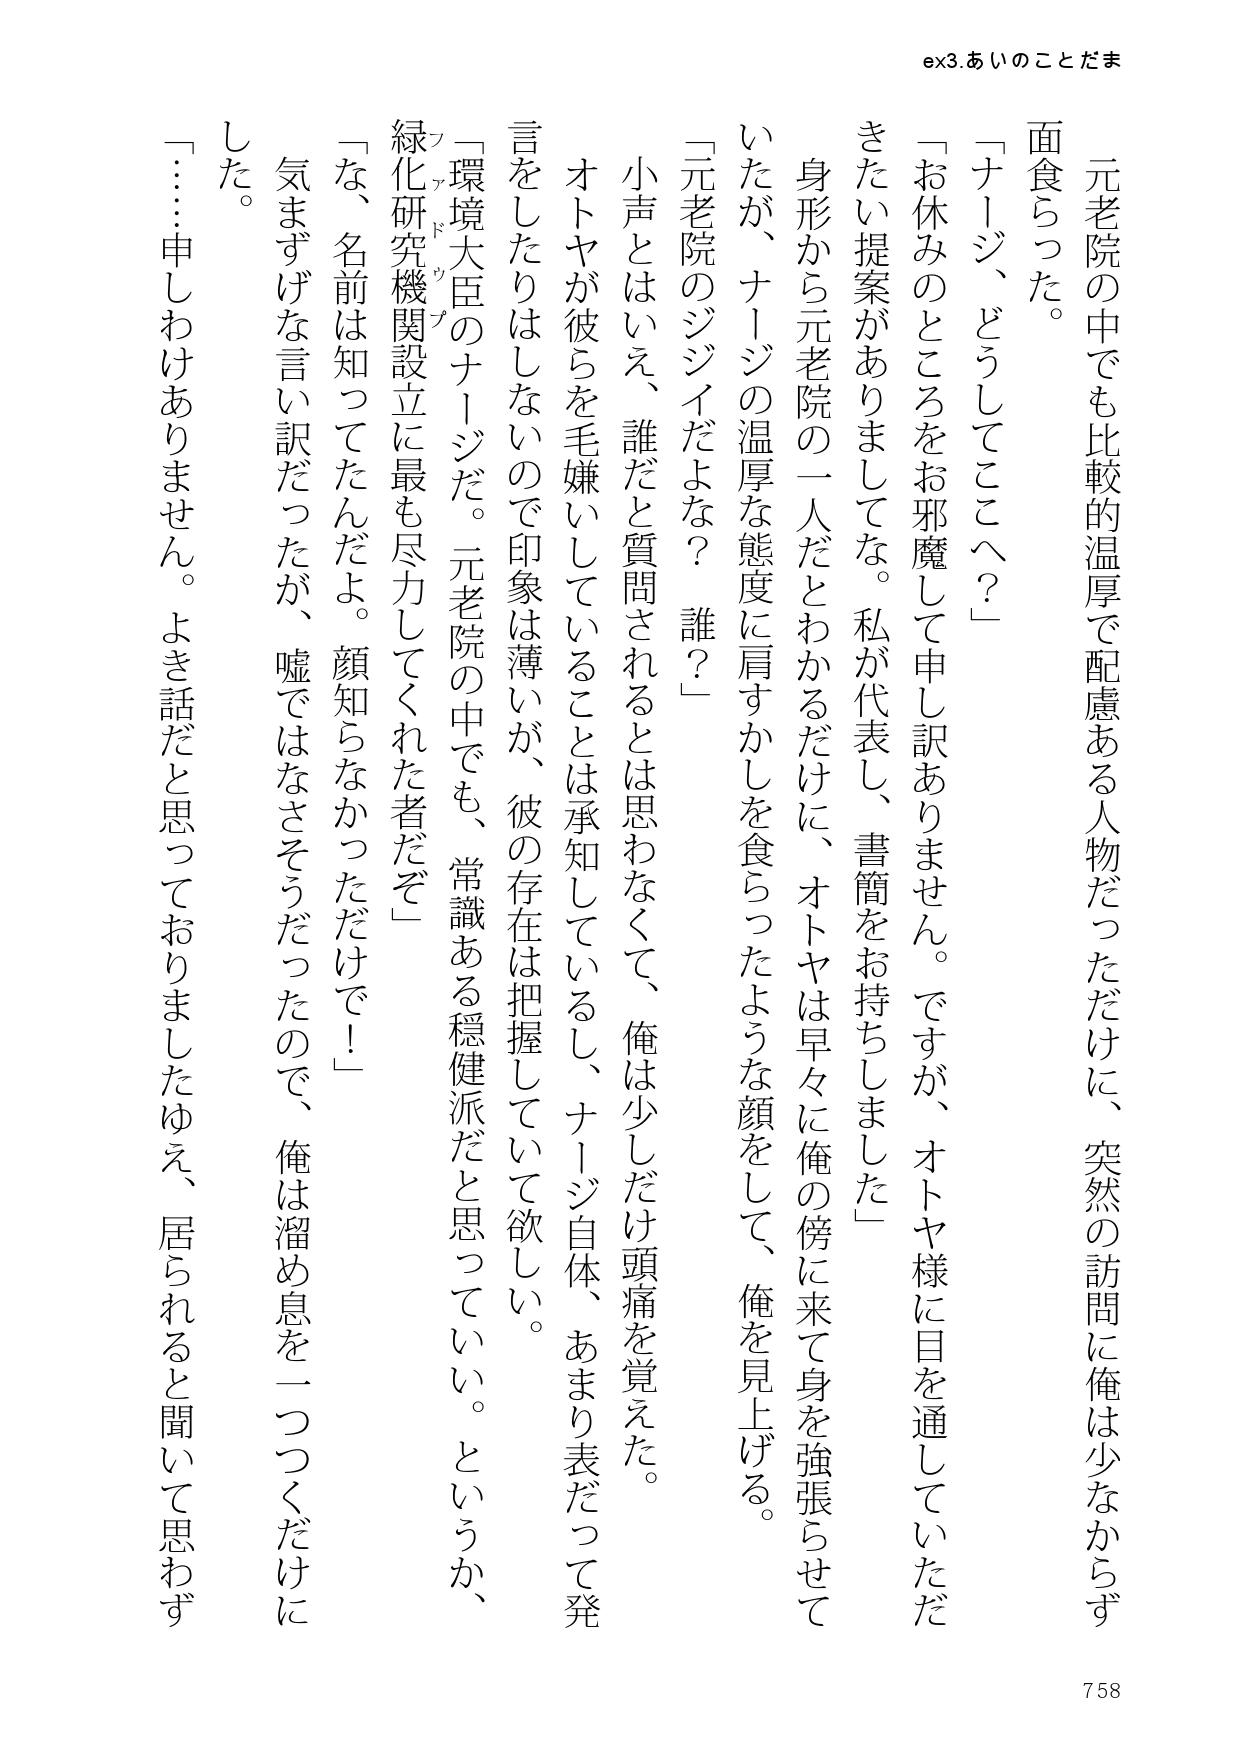 ex3.あいのことだま
　元老院の中でも比較的温厚で配慮ある人物だっただけに、突然の訪問に俺は少なからず
面食らった。
「ナージ、どうしてここへ？」
「お休みのところをお邪魔して申し訳ありません。ですが、オトヤ様に目を通していただ
きたい提案がありましてな。私が代表し、書簡をお持ちしました」
　身形から元老院の一人だとわかるだけに、オトヤは早々に俺の傍に来て身を強張らせて
いたが、ナージの温厚な態度に肩すかしを食らったような顔をして、俺を見上げる。
「元老院のジジイだよな？　誰？」
　小声とはいえ、誰だと質問されるとは思わなくて、俺は少しだけ頭痛を覚えた。
　オトヤが彼らを毛嫌いしていることは承知しているし、ナージ自体、あまり表だって発
言をしたりはしないので印象は薄いが、彼の存在は把握していて欲しい。
「環境大臣のナージだ。元老院の中でも、常識ある穏健派だと思っていい。というか、
ファドゥプ
緑化研究機関設立に最も尽力してくれた者だぞ」
「な、名前は知ってたんだよ。顔知らなかっただけで！」
　気まずげな言い訳だったが、嘘ではなさそうだったので、俺は溜め息を一つつくだけに
した。
「……申しわけありません。よき話だと思っておりましたゆえ、居られると聞いて思わず
758